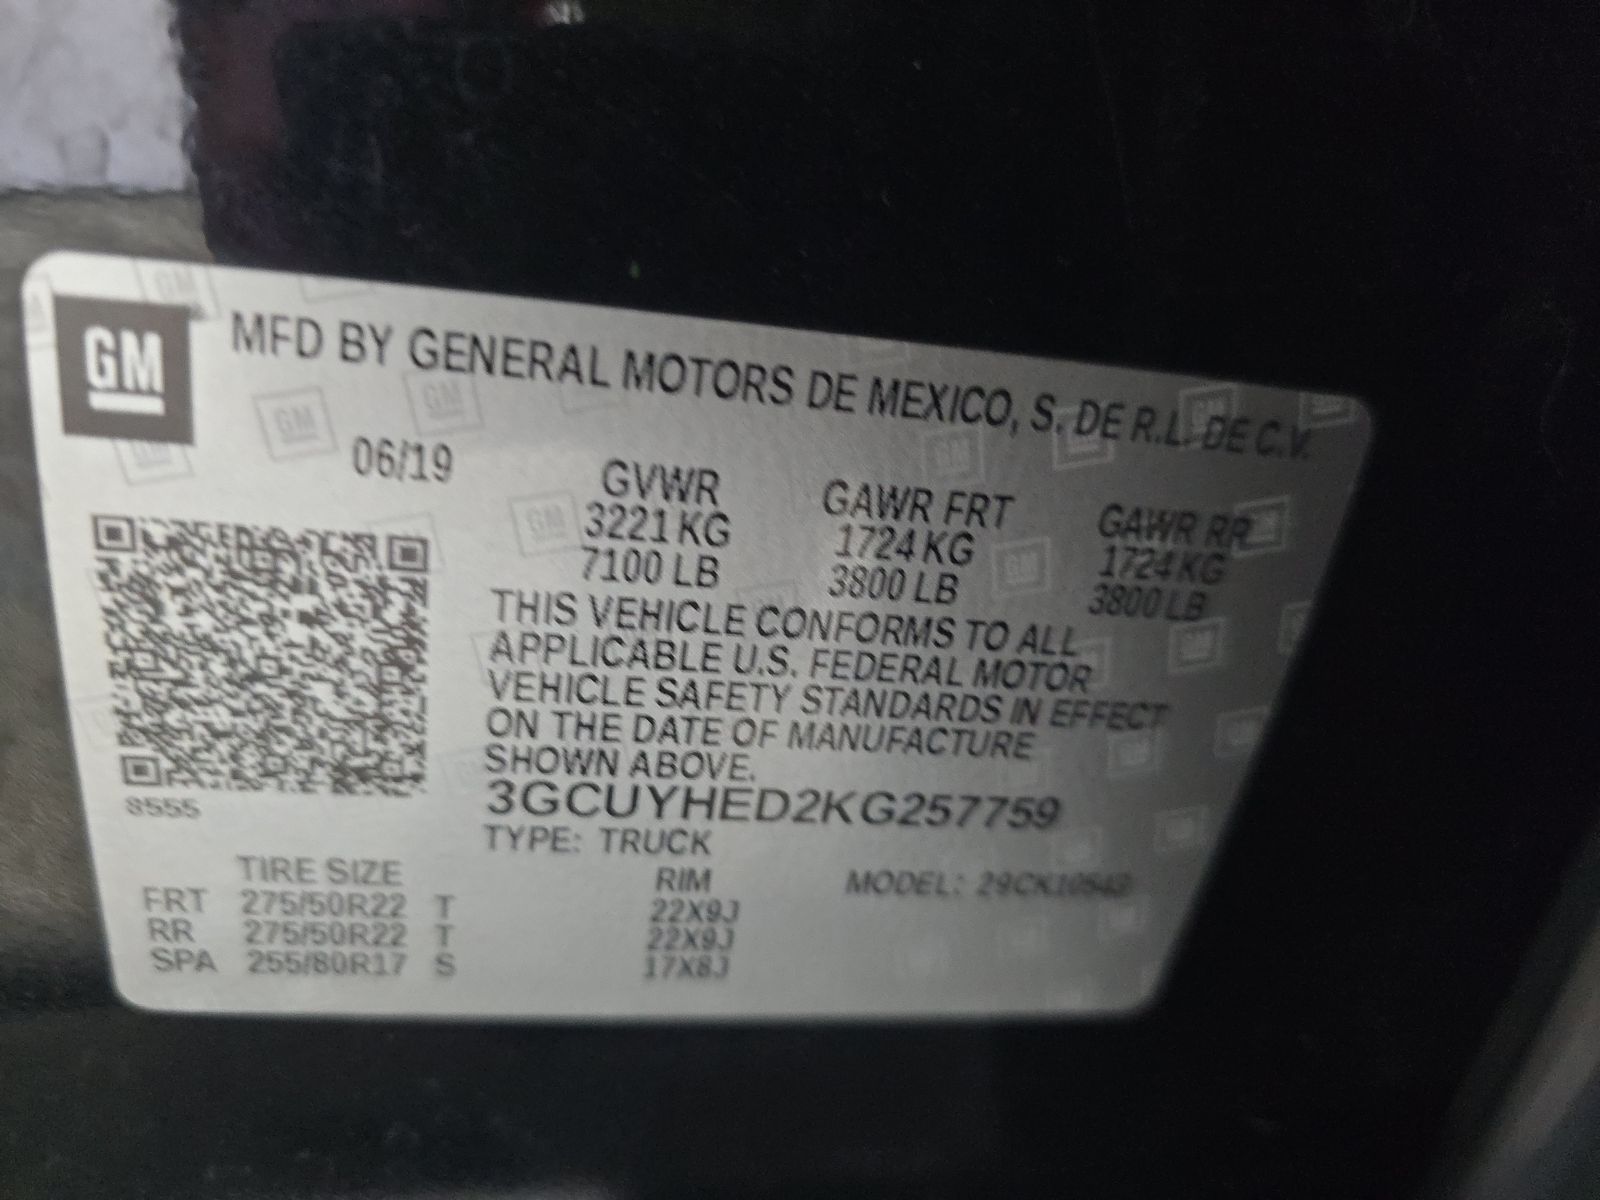 GM
MFD BY GENERAL MOTORS DE MEXICO, S. DE R.L. DE C.V.
06/19
GVWR GAWR FRT GAWR RR
3221 KG 1724 KG 1724 KG
7100 LB 3800 LB 3800 LB
THIS VEHICLE CONFORMS TO ALL
APPLICABLE U.S. FEDERAL MOTOR
VEHICLE SAFETY STANDARDS IN EFFECT
ON THE DATE OF MANUFACTURE
SHOWN ABOVE.
8555
3GCUYHED2KG257759
TYPE: TRUCK
TIRE SIZE RIM MODEL:
FRT 275/50R22 T 22X9J
RR 275/50R22 T 22X9J
SPA 255/80R17 S 17X8J